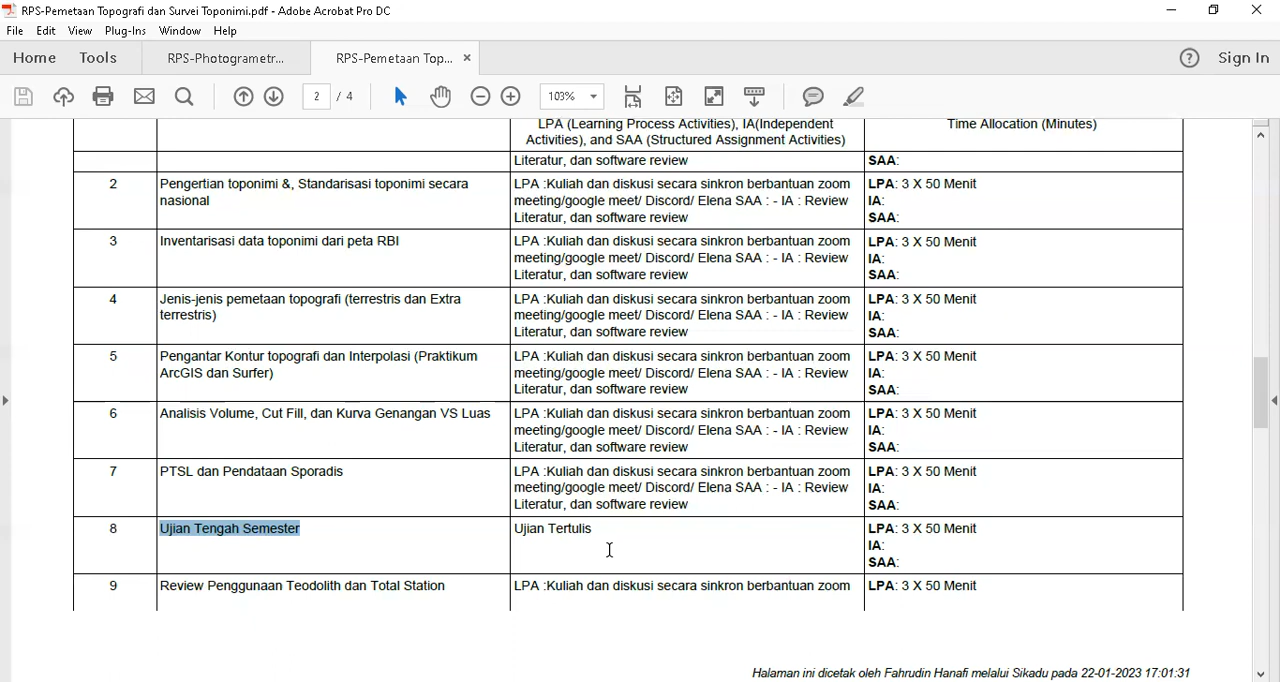 RPS-Pemetaan Topografi dan Survei Toponimi.pdf - Adobe Acrobat Pro DC
File Edit View Plug-Ins Window Help
Home Tools RPS-Photogrametr... RPS-Pemetaan Top... × Sign In
2 / 4 103%
LPA (Learning Process Activities), IA(Independent
Activities), and SAA (Structured Assignment Activities)
Time Allocation (Minutes)
Literatur, dan software review
SAA:
2
Pengertian toponimi &, Standarisasi toponimi secara
nasional
LPA :Kuliah dan diskusi secara sinkron berbantuan zoom
meeting/google meet/ Discord/ Elena SAA : - IA : Review
Literatur, dan software review
LPA: 3 X 50 Menit
IA:
SAA:
3
Inventarisasi data toponimi dari peta RBI
LPA :Kuliah dan diskusi secara sinkron berbantuan zoom
meeting/google meet/ Discord/ Elena SAA : - IA : Review
Literatur, dan software review
LPA: 3 X 50 Menit
IA:
SAA:
4
Jenis-jenis pemetaan topografi (terrestris dan Extra
terrestris)
LPA :Kuliah dan diskusi secara sinkron berbantuan zoom
meeting/google meet/ Discord/ Elena SAA : - IA : Review
Literatur, dan software review
LPA: 3 X 50 Menit
IA:
SAA:
5
Pengantar Kontur topografi dan Interpolasi (Praktikum
ArcGIS dan Surfer)
LPA :Kuliah dan diskusi secara sinkron berbantuan zoom
meeting/google meet/ Discord/ Elena SAA : - IA : Review
Literatur, dan software review
LPA: 3 X 50 Menit
IA:
SAA:
6
Analisis Volume, Cut Fill, dan Kurva Genangan VS Luas
LPA :Kuliah dan diskusi secara sinkron berbantuan zoom
meeting/google meet/ Discord/ Elena SAA : - IA : Review
Literatur, dan software review
LPA: 3 X 50 Menit
IA:
SAA:
7
PTSL dan Pendataan Sporadis
LPA :Kuliah dan diskusi secara sinkron berbantuan zoom
meeting/google meet/ Discord/ Elena SAA : - IA : Review
Literatur, dan software review
LPA: 3 X 50 Menit
IA:
SAA:
8
Ujian Tengah Semester
Ujian Tertulis
LPA: 3 X 50 Menit
IA:
SAA:
9
Review Penggunaan Teodolith dan Total Station
LPA :Kuliah dan diskusi secara sinkron berbantuan zoom
LPA: 3 X 50 Menit
Halaman ini dicetak oleh Fahrudin Hanafi melalui Sikadu pada 22-01-2023 17:01:31